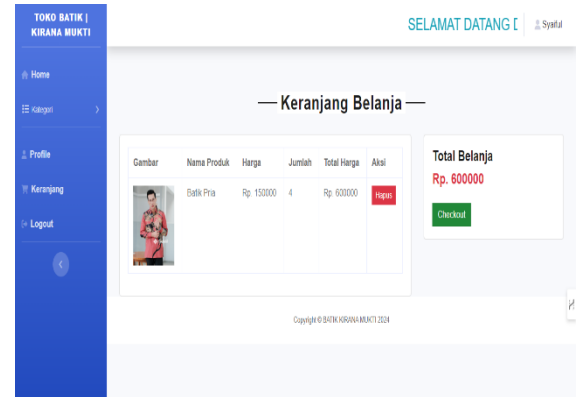 TOKO BATIK |
KIRANA MUKTI
SELAMAT DATANG D
Syaiful
Home
Kategori
Profile
Keranjang
Logout
Keranjang Belanja
Gambar Nama Produk Harga Jumlah Total Harga Aksi
Batik Pria Rp. 150000 4 Rp. 600000 Hapus
Total Belanja
Rp. 600000
Checkout
Copyright © BATIK KIRANA MUKTI 2024